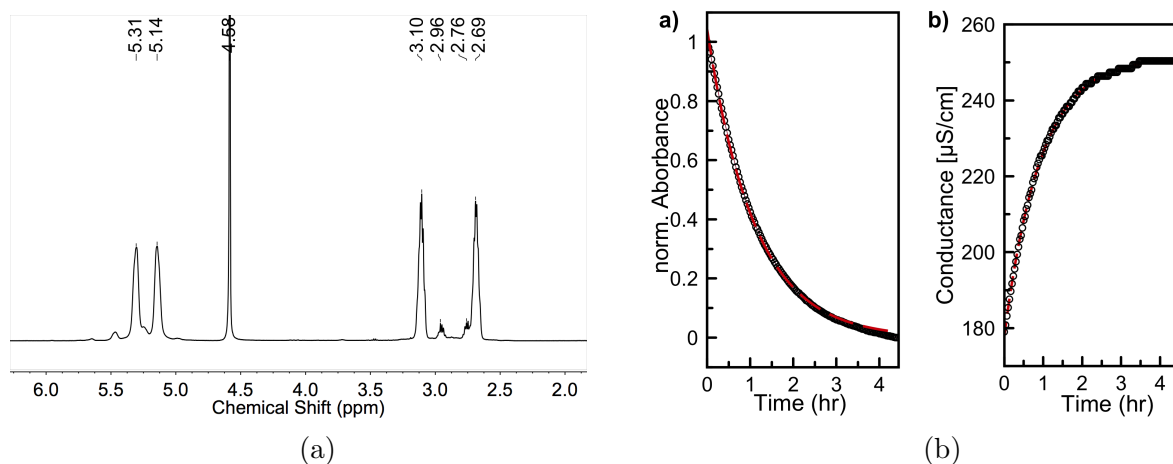 5.31
5.14
4.58
3.10
2.96
2.76
2.69
6.0 5.5 5.0 4.5 4.0 3.5 3.0 2.5 2.0
Chemical Shift (ppm)
(a)
a)
norm. Aborbance
1
0.8
0.6
0.4
0.2
0
0 1 2 3 4
Time (hr)
b)
Conductance [µS/cm]
260
240
220
200
180
0 1 2 3 4
Time (hr)
(b)